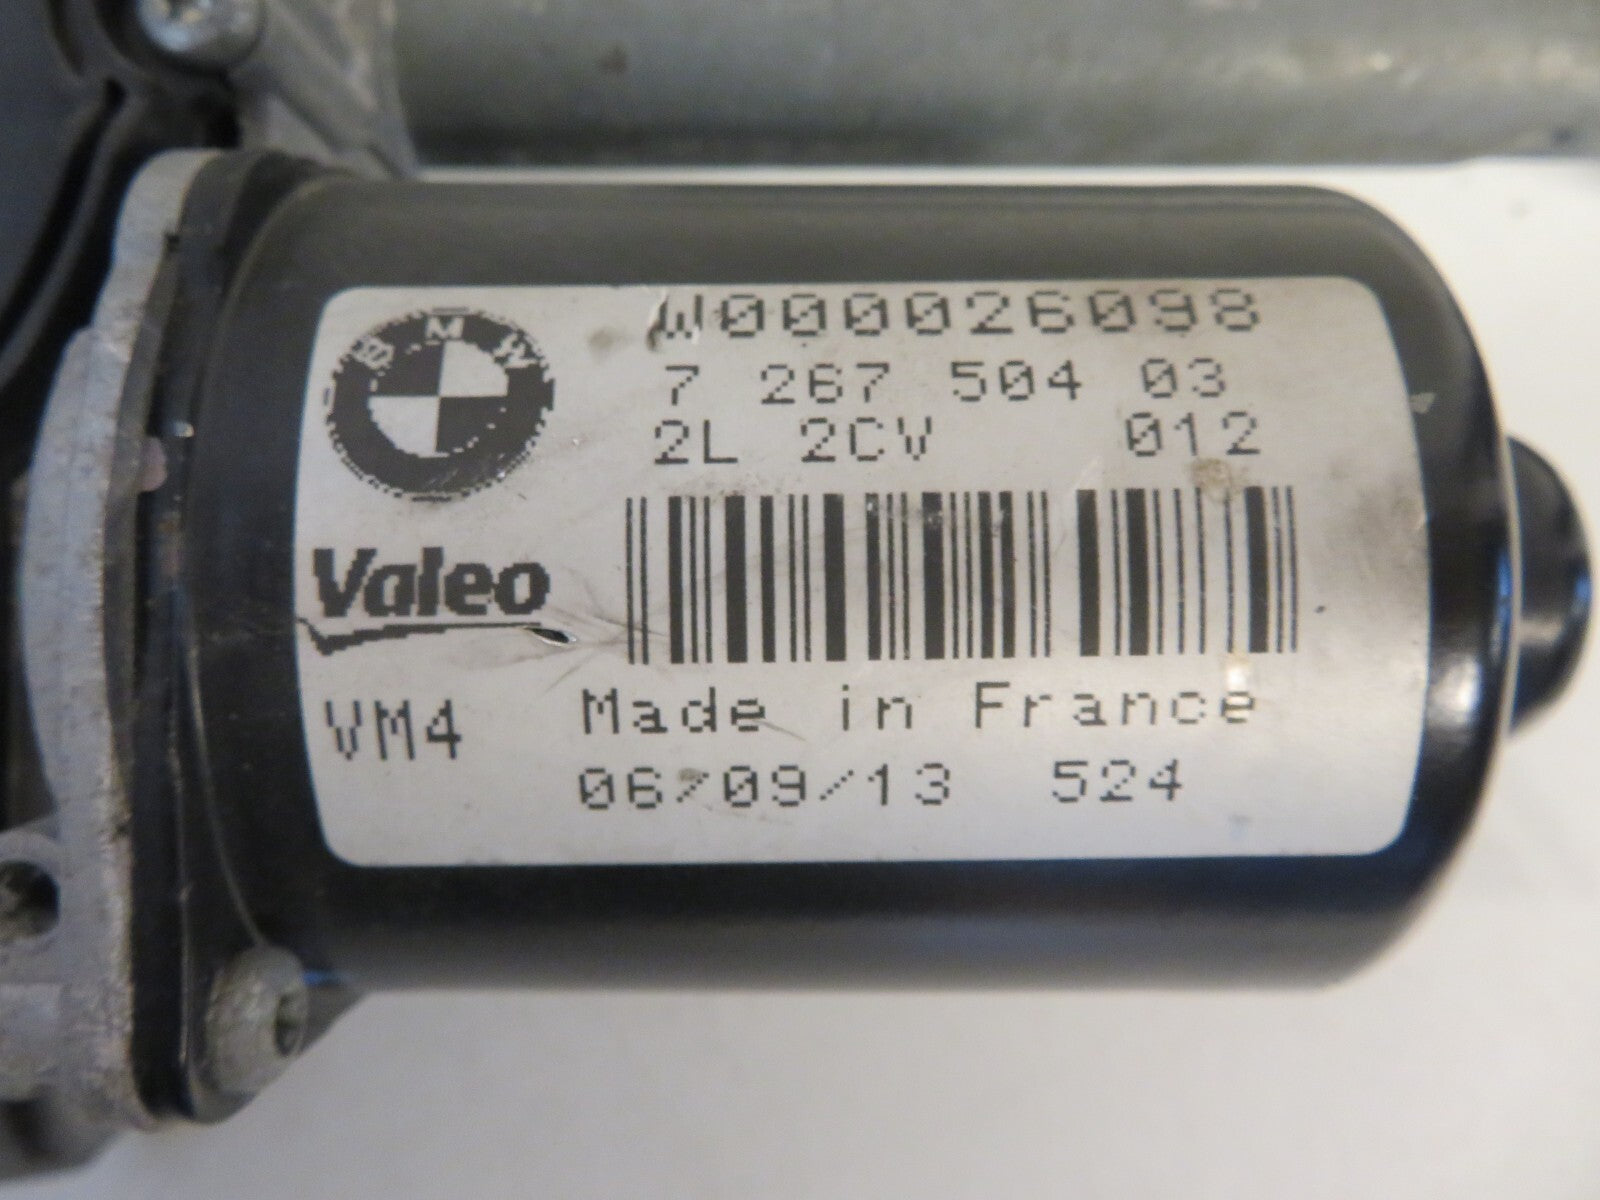 W000026098
7 267 504 03
2L 2CV 012
BMW
Valeo
VM4
Made in France
06/09/13 524